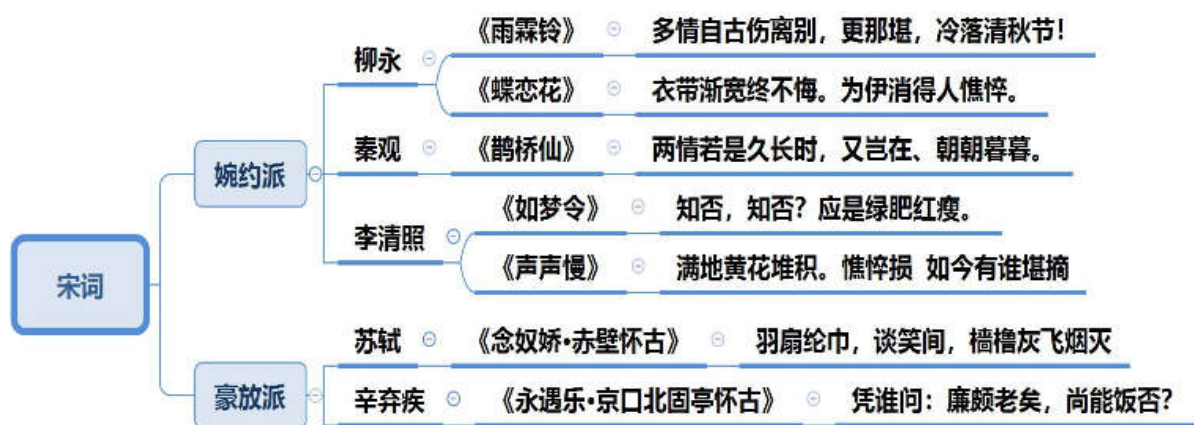 宋词
婉约派
柳永
《雨霖铃》 多情自古伤离别，更那堪，冷落清秋节！
《蝶恋花》 衣带渐宽终不悔。为伊消得人憔悴。
秦观 《鹊桥仙》 两情若是久长时，又岂在、朝朝暮暮。
李清照
《如梦令》 知否，知否？应是绿肥红瘦。
《声声慢》 满地黄花堆积。憔悴损 如今有谁堪摘
豪放派
苏轼 《念奴娇·赤壁怀古》 羽扇纶巾，谈笑间，樯橹灰飞烟灭
辛弃疾 《永遇乐·京口北固亭怀古》 凭谁问：廉颇老矣，尚能饭否？